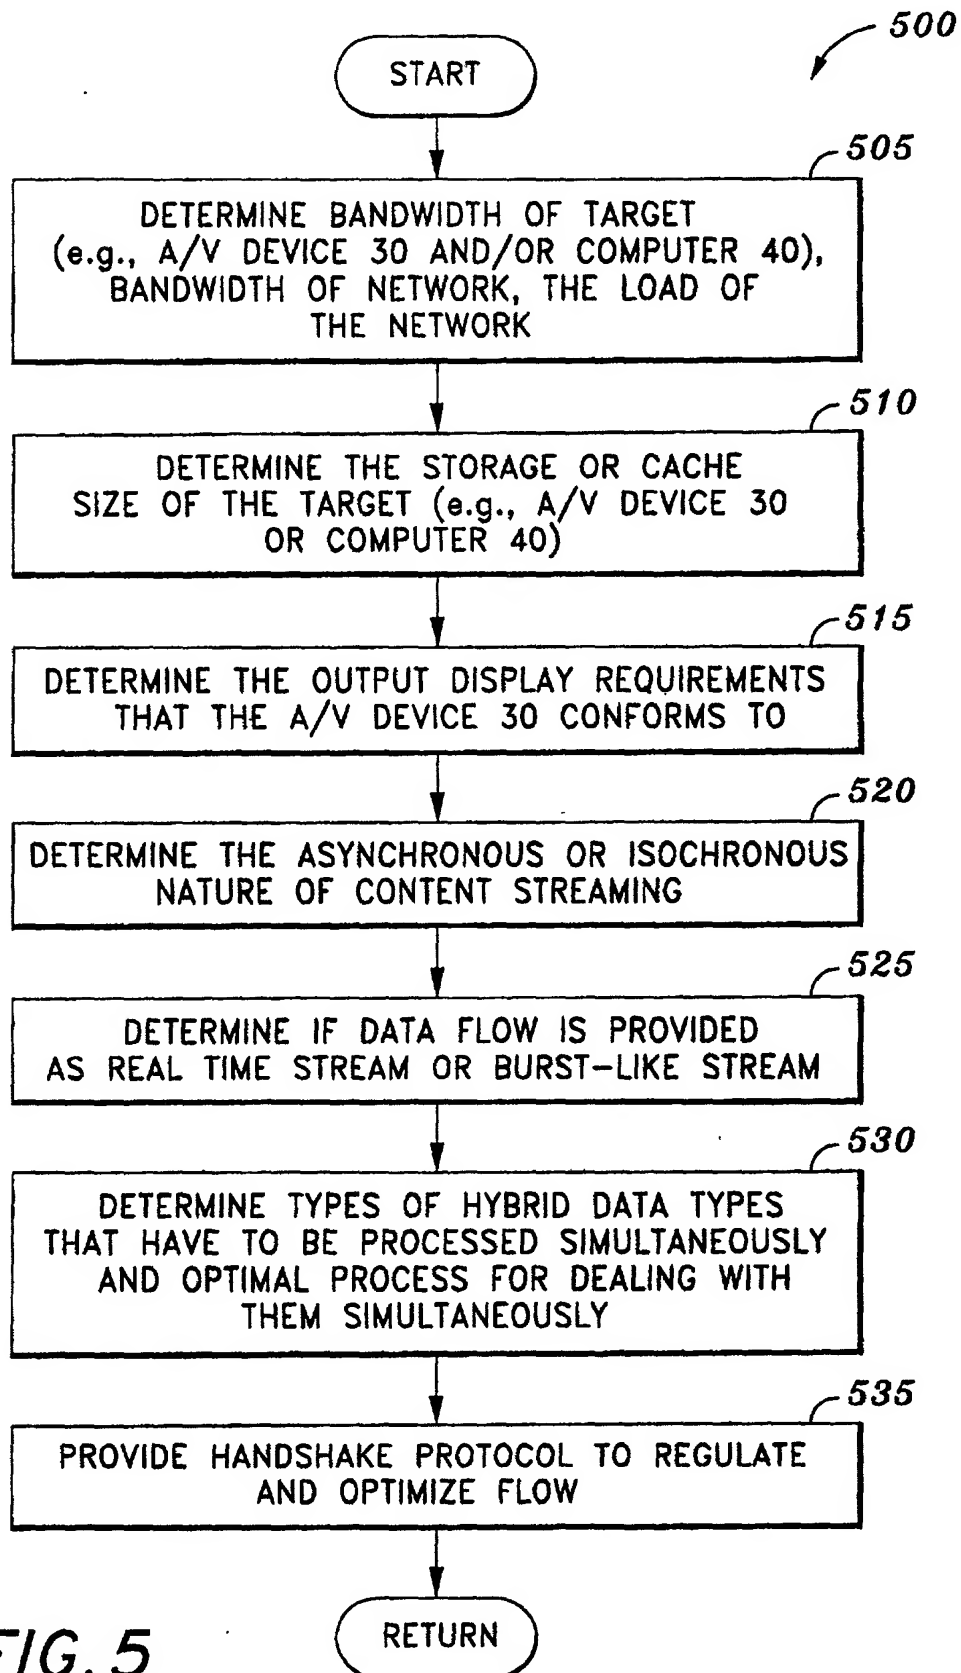 500
START
505
DETERMINE BANDWIDTH OF TARGET
(e.g., A/V DEVICE 30 AND/OR COMPUTER 40),
BANDWIDTH OF NETWORK, THE LOAD OF
THE NETWORK
510
DETERMINE THE STORAGE OR CACHE
SIZE OF THE TARGET (e.g., A/V DEVICE 30
OR COMPUTER 40)
515
DETERMINE THE OUTPUT DISPLAY REQUIREMENTS
THAT THE A/V DEVICE 30 CONFORMS TO
520
DETERMINE THE ASYNCHRONOUS OR ISOCHRONOUS
NATURE OF CONTENT STREAMING
525
DETERMINE IF DATA FLOW IS PROVIDED
AS REAL TIME STREAM OR BURST-LIKE STREAM
530
DETERMINE TYPES OF HYBRID DATA TYPES
THAT HAVE TO BE PROCESSED SIMULTANEOUSLY
AND OPTIMAL PROCESS FOR DEALING WITH
THEM SIMULTANEOUSLY
535
PROVIDE HANDSHAKE PROTOCOL TO REGULATE
AND OPTIMIZE FLOW
RETURN
FIG. 5